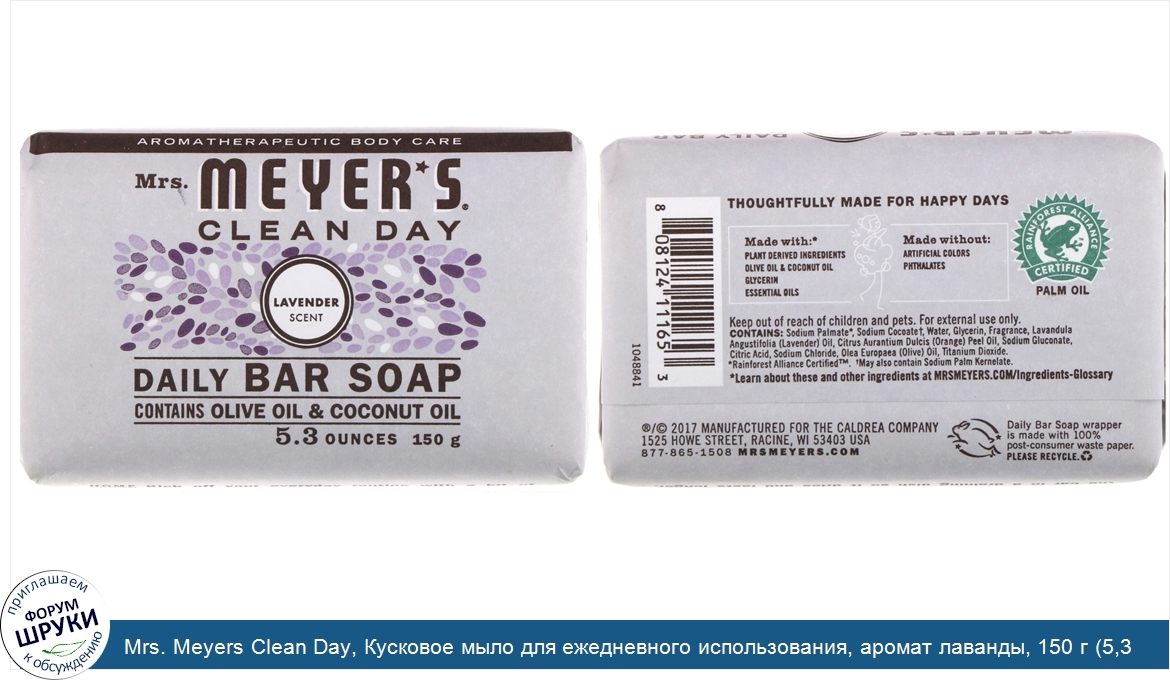 AROMATHERAPEUTIC BODY CARE
Mrs. MEYER'S®
CLEAN DAY
LAVENDER
SCENT
DAILY BAR SOAP
CONTAINS OLIVE OIL & COCONUT OIL
5.3 OUNCES 150 g
DAILY BAR
MEYER'S
THOUGHTFULLY MADE FOR HAPPY DAYS
Made with:*
PLANT DERIVED INGREDIENTS
OLIVE OIL & COCONUT OIL
GLYCERIN
ESSENTIAL OILS
Made without:
ARTIFICIAL COLORS
PHTHALATES
RAINFOREST ALLIANCE
CERTIFIED
PALM OIL
8 08124 11165 3
1048841
Keep out of reach of children and pets. For external use only.
CONTAINS: Sodium Palmate*, Sodium Cocoate†, Water, Glycerin, Fragrance, Lavandula
Angustifolia (Lavender) Oil, Citrus Aurantium Dulcis (Orange) Peel Oil, Sodium Gluconate,
Citric Acid, Sodium Chloride, Olea Europaea (Olive) Oil, Titanium Dioxide.
*Rainforest Alliance Certified™. †May also contain Sodium Palm Kernelate.
*Learn about these and other ingredients at MRSMEYERS.COM/Ingredients-Glossary
®/© 2017 MANUFACTURED FOR THE CALDREA COMPANY
1525 HOWE STREET, RACINE, WI 53403 USA
877-865-1508 MRSMEYERS.COM
Daily Bar Soap wrapper
is made with 100%
post-consumer waste paper.
PLEASE RECYCLE.
приглашаем
ФОРУМ
ШРУКИ
к обсуждению
Mrs. Meyers Clean Day, Кусковое мыло для ежедневного использования, аромат лаванды, 150 г (5,3